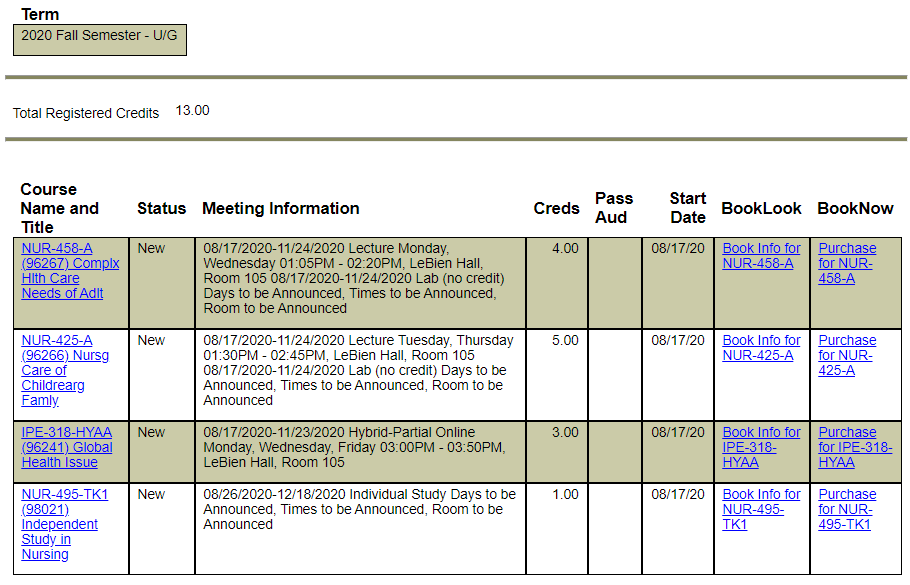 Term
2020 Fall Semester - U/G
Total Registered Credits 13.00
Course
Name and
Title
Status
Meeting Information
Creds
Pass
Aud
Start
Date
BookLook
BookNow
NUR-458-A
(96267) Complx
Hlth Care
Needs of Adlt
New
08/17/2020-11/24/2020 Lecture Monday,
Wednesday 01:05PM - 02:20PM, LeBien Hall,
Room 105 08/17/2020-11/24/2020 Lab (no credit)
Days to be Announced, Times to be Announced,
Room to be Announced
4.00
08/17/20
Book Info for
NUR-458-A
Purchase
for NUR-
458-A
NUR-425-A
(96266) Nursg
Care of
Childrearg
Famly
New
08/17/2020-11/24/2020 Lecture Tuesday, Thursday
01:30PM - 02:45PM, LeBien Hall, Room 105
08/17/2020-11/24/2020 Lab (no credit) Days to be
Announced, Times to be Announced, Room to be
Announced
5.00
08/17/20
Book Info for
NUR-425-A
Purchase
for NUR-
425-A
IPE-318-HYAA
(96241) Global
Health Issue
New
08/17/2020-11/23/2020 Hybrid-Partial Online
Monday, Wednesday, Friday 03:00PM - 03:50PM,
LeBien Hall, Room 105
3.00
08/17/20
Book Info for
IPE-318-
HYAA
Purchase
for IPE-318-
HYAA
NUR-495-TK1
(98021)
Independent
Study in
Nursing
New
08/26/2020-12/18/2020 Individual Study Days to be
Announced, Times to be Announced, Room to be
Announced
1.00
08/17/20
Book Info for
NUR-495-
TK1
Purchase
for NUR-
495-TK1